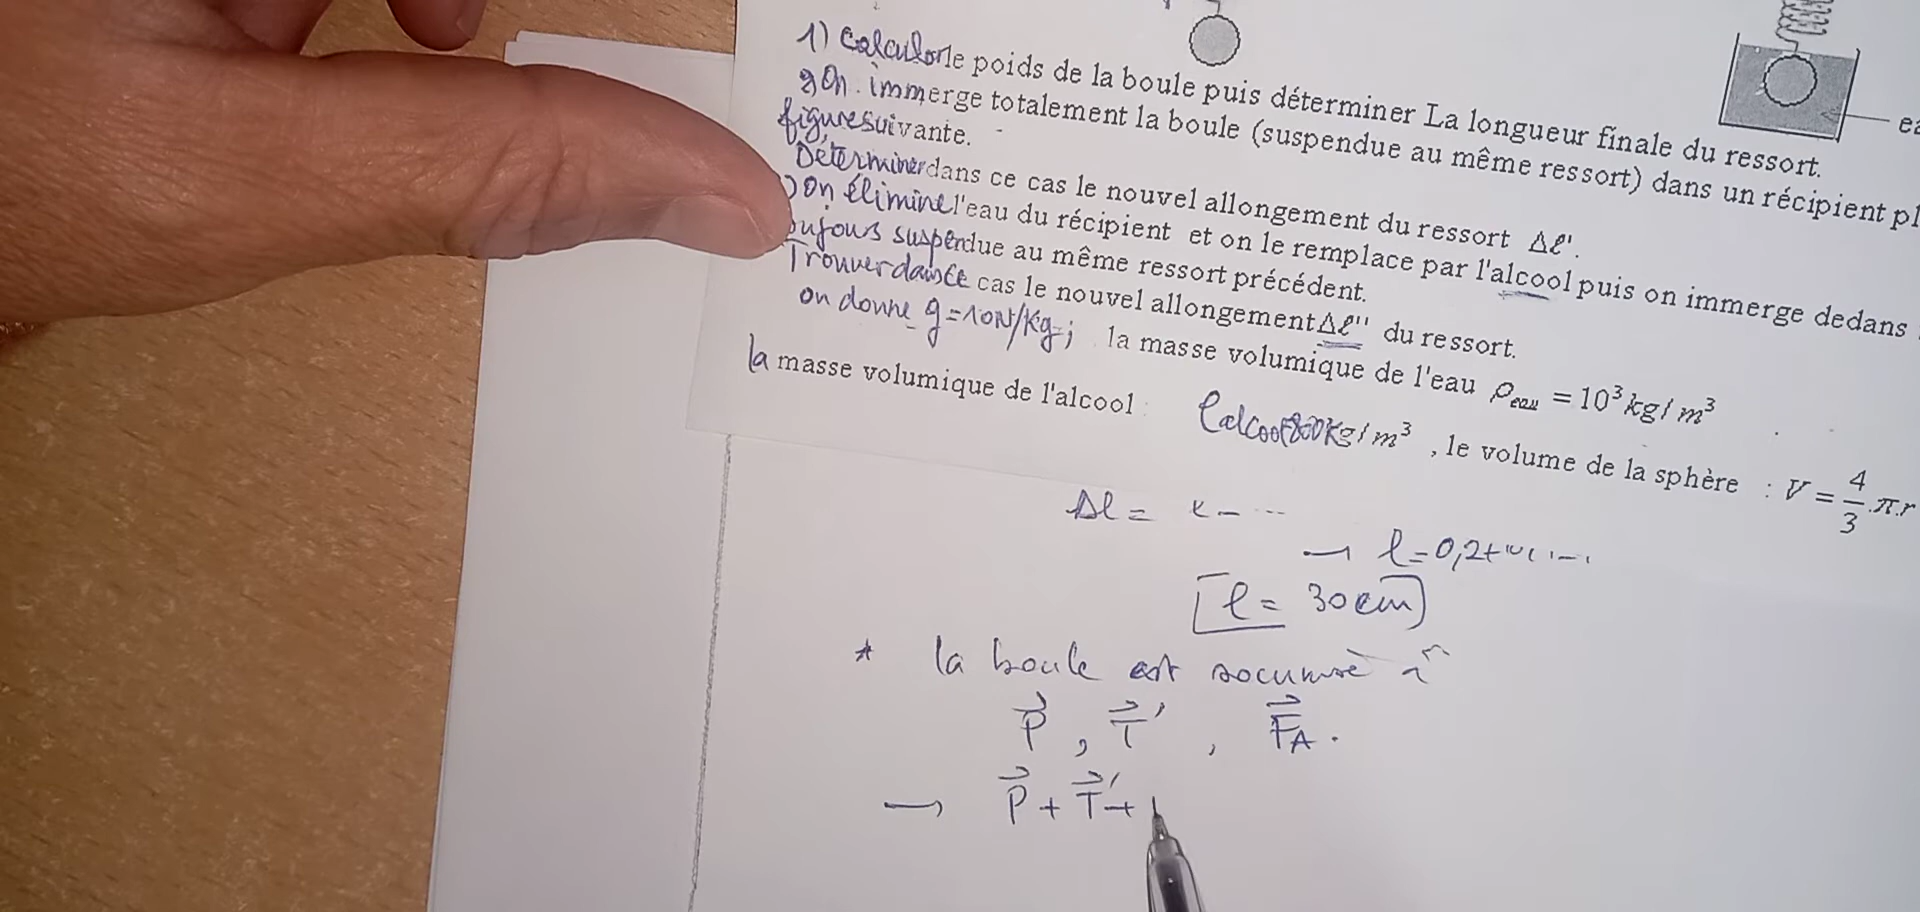 1) Calculer le poids de la boule puis déterminer La longueur finale du ressort.
2) On immerge totalement la boule (suspendue au même ressort) dans un récipient pl
figure suivante.
Déterminer dans ce cas le nouvel allongement du ressort Δℓ'.
) On élimine l'eau du récipient et on le remplace par l'alcool puis on immerge dedans
oujours suspendue au même ressort précédent.
Trouver dans ce cas le nouvel allongement Δℓ'' du ressort.
on donne g = 10N/Kg ; la masse volumique de l'eau ρeau = 10³ kg / m³
la masse volumique de l'alcool : ρalcool=800Kg/m³ , le volume de la sphère : V = 4/3 .π.r
ea
Δℓ =
→ ℓ = 0,2+
ℓ = 30 cm
* la boule est soumise à
P⃗ , T⃗' , F⃗A .
→ P⃗ + T⃗' +